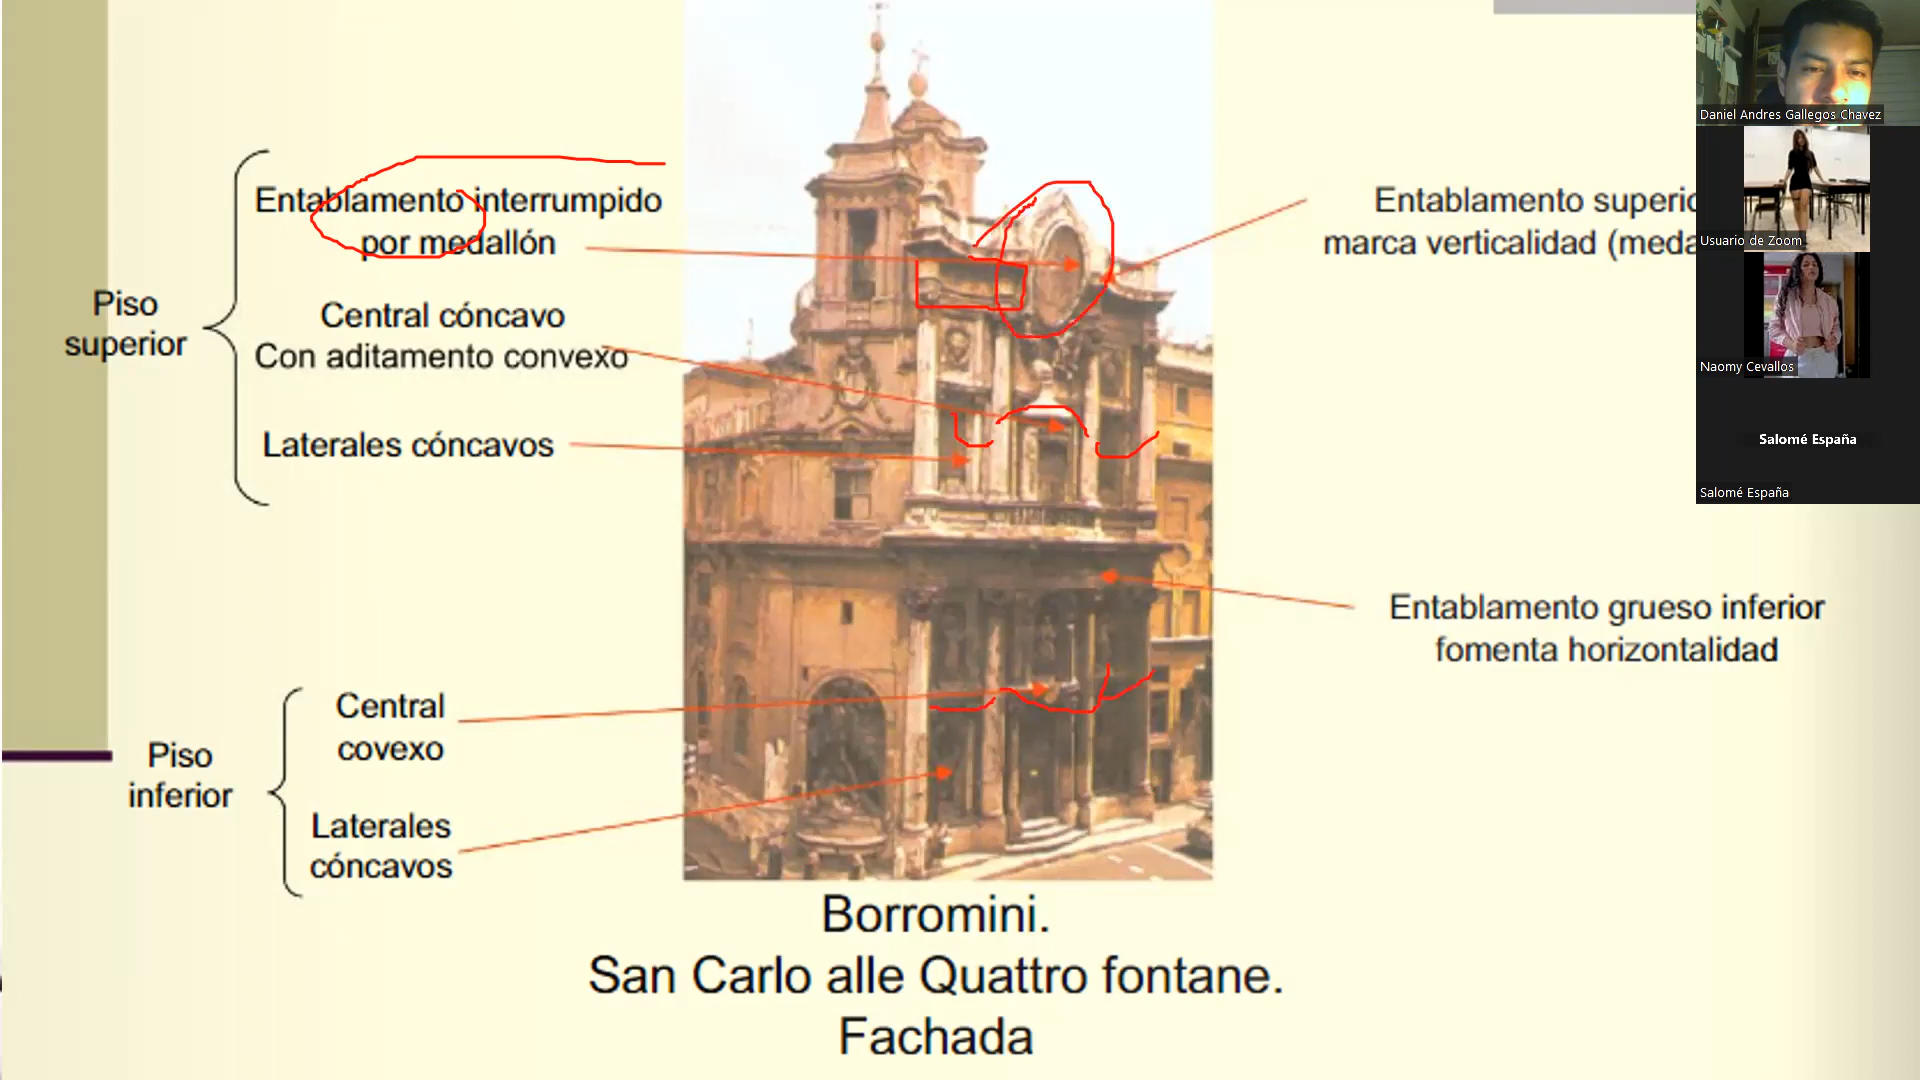 Entablamento interrumpido
por medallón
Central cóncavo
Con aditamento convexo
Laterales cóncavos
Piso
superior
Entablamento superio
marca verticalidad (meda
Entablamento grueso inferior
fomenta horizontalidad
Central
covexo
Laterales
cóncavos
Piso
inferior
Borromini.
San Carlo alle Quattro fontane.
Fachada
Daniel Andres Gallegos Chavez
Usuario de Zoom
Naomy Cevallos
Salomé España
Salomé España